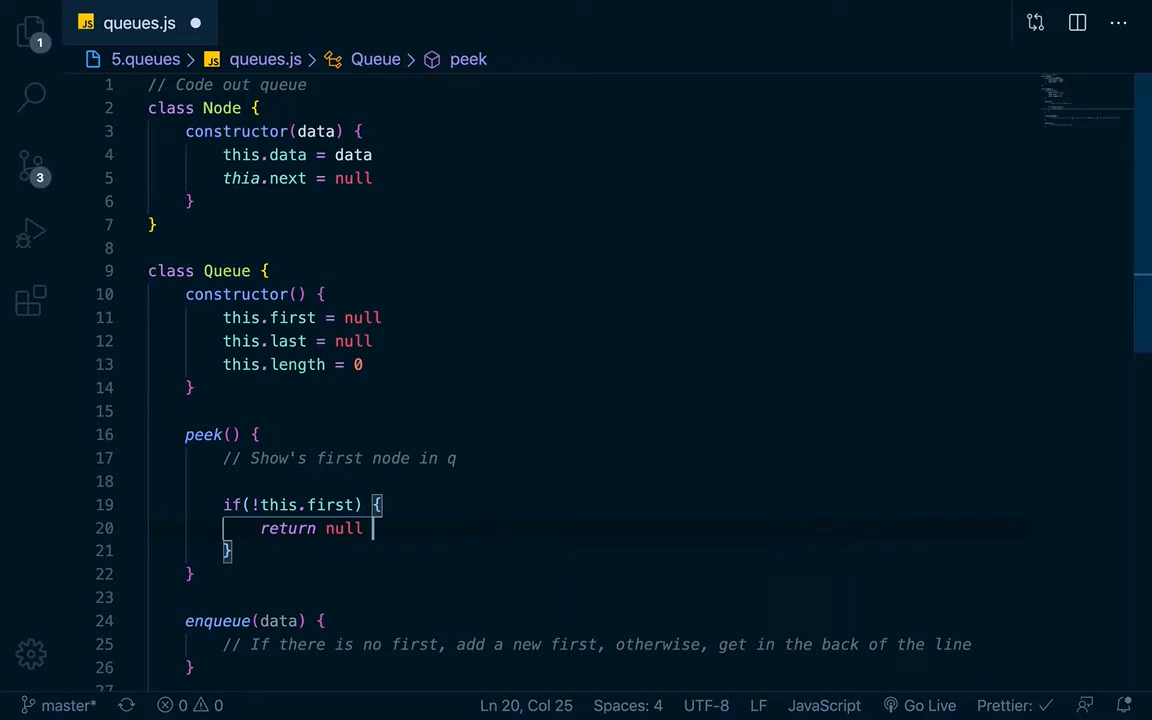 JS queues.js
1
5.queues > JS queues.js > Queue > peek
1 // Code out queue
2 class Node {
3 constructor(data) {
4 this.data = data
5 thia.next = null
6 }
7 }
8
9 class Queue {
10 constructor() {
11 this.first = null
12 this.last = null
13 this.length = 0
14 }
15
16 peek() {
17 // Show's first node in q
18
19 if(!this.first) {
20 return null
21 }
22 }
23
24 enqueue(data) {
25 // If there is no first, add a new first, otherwise, get in the back of the line
26 }
27
3
master* 0 0 Ln 20, Col 25 Spaces: 4 UTF-8 LF JavaScript Go Live Prettier: ✓